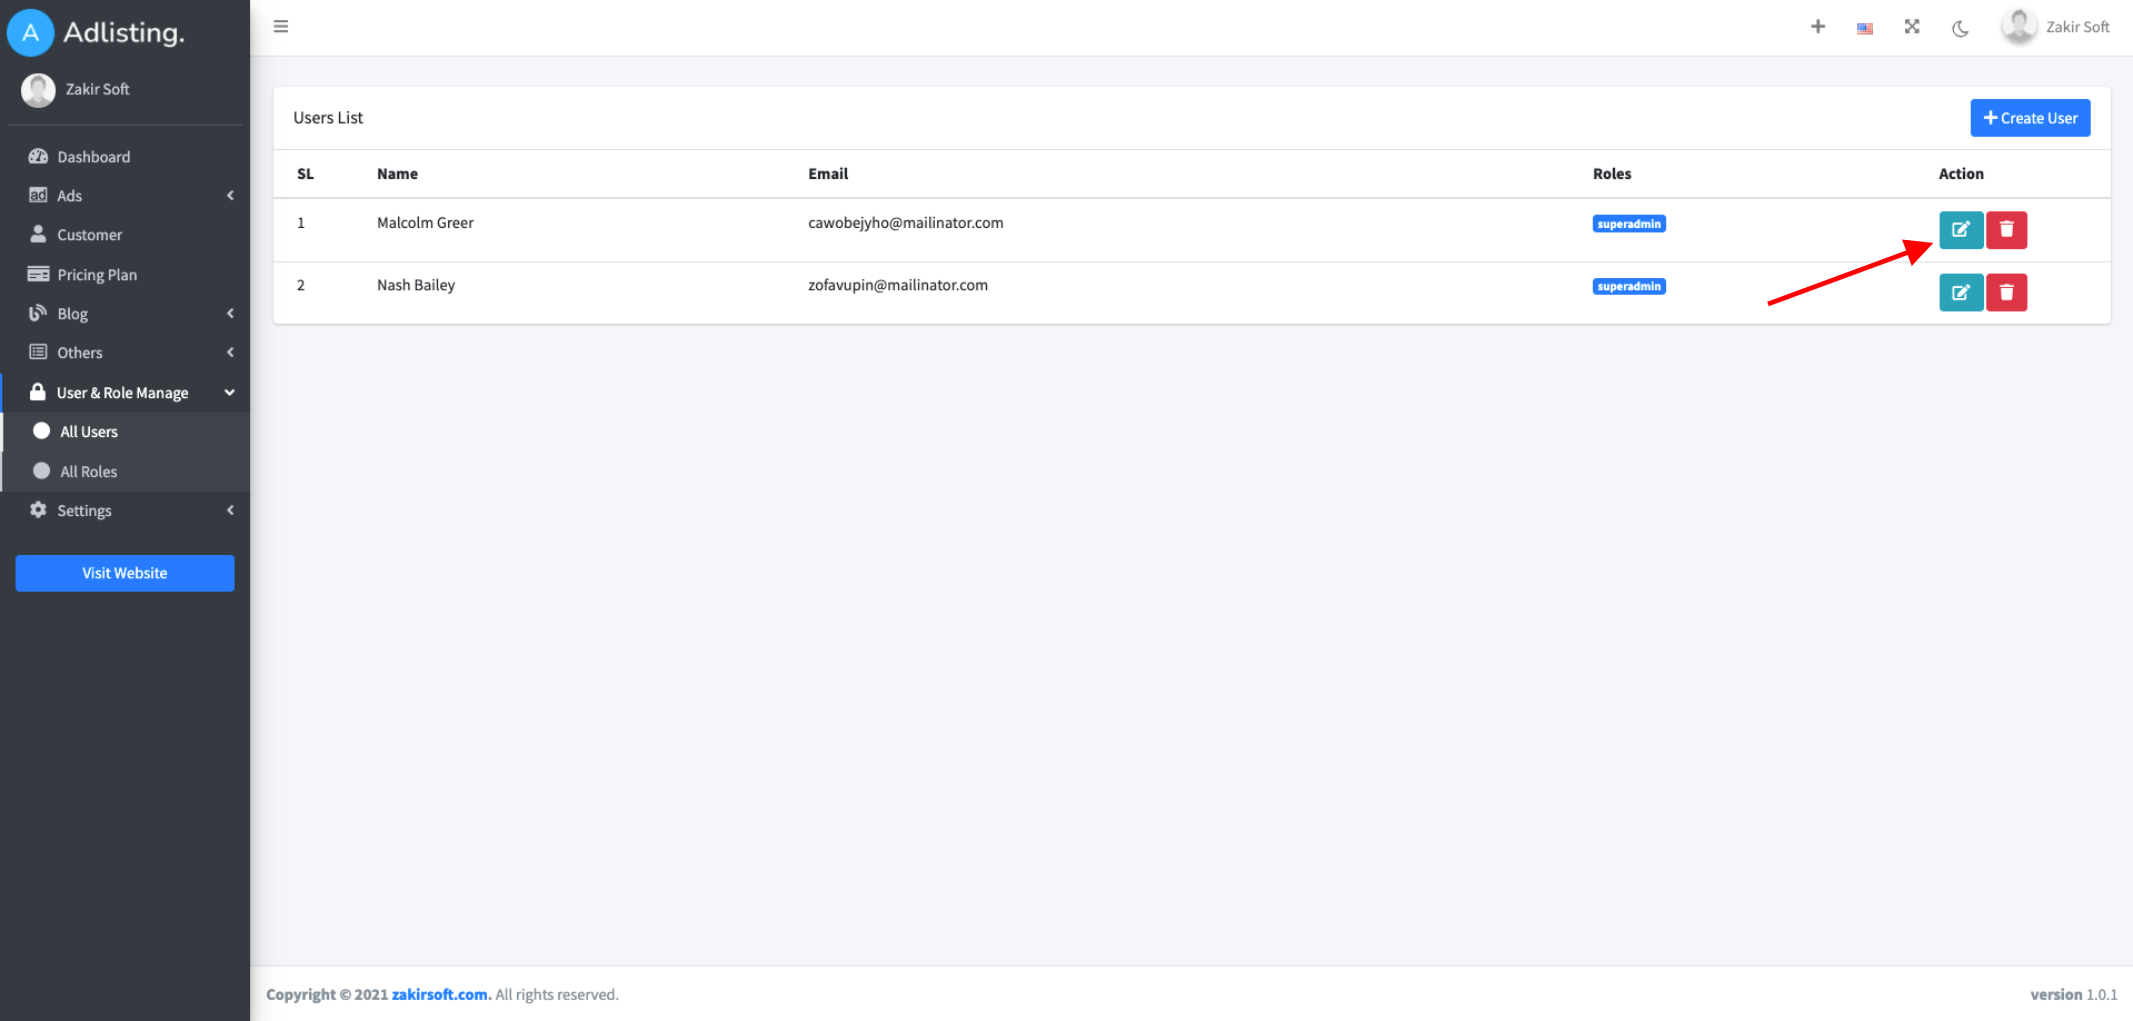 A Adlisting.
Zakir Soft
Zakir Soft
Dashboard
ad Ads
Customer
Pricing Plan
Blog
Others
User & Role Manage
All Users
All Roles
Settings
Visit Website
Users List
Create User
SL Name Email Roles Action
1 Malcolm Greer cawobejyho@mailinator.com superadmin
2 Nash Bailey zofavupin@mailinator.com superadmin
Copyright © 2021 zakirsoft.com. All rights reserved.
version 1.0.1